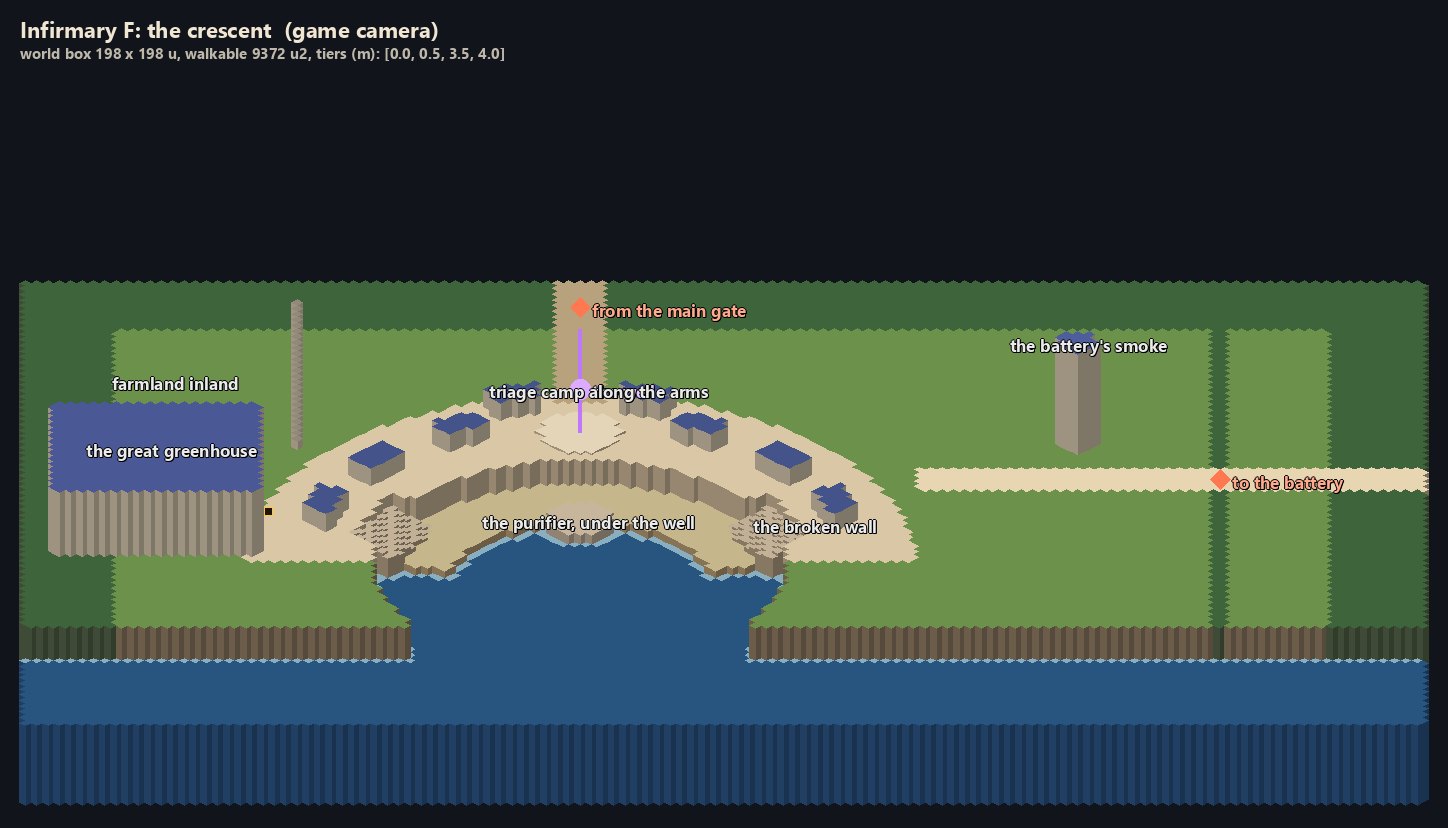 Infirmary F: the crescent (game camera)
world box 198 x 198 u, walkable 9372 u2, tiers (m): [0.0, 0.5, 3.5, 4.0]
from the main gate
the battery's smoke
farmland inland
triage camp along the arms
the great greenhouse
to the battery
the purifier, under the well
the broken wall